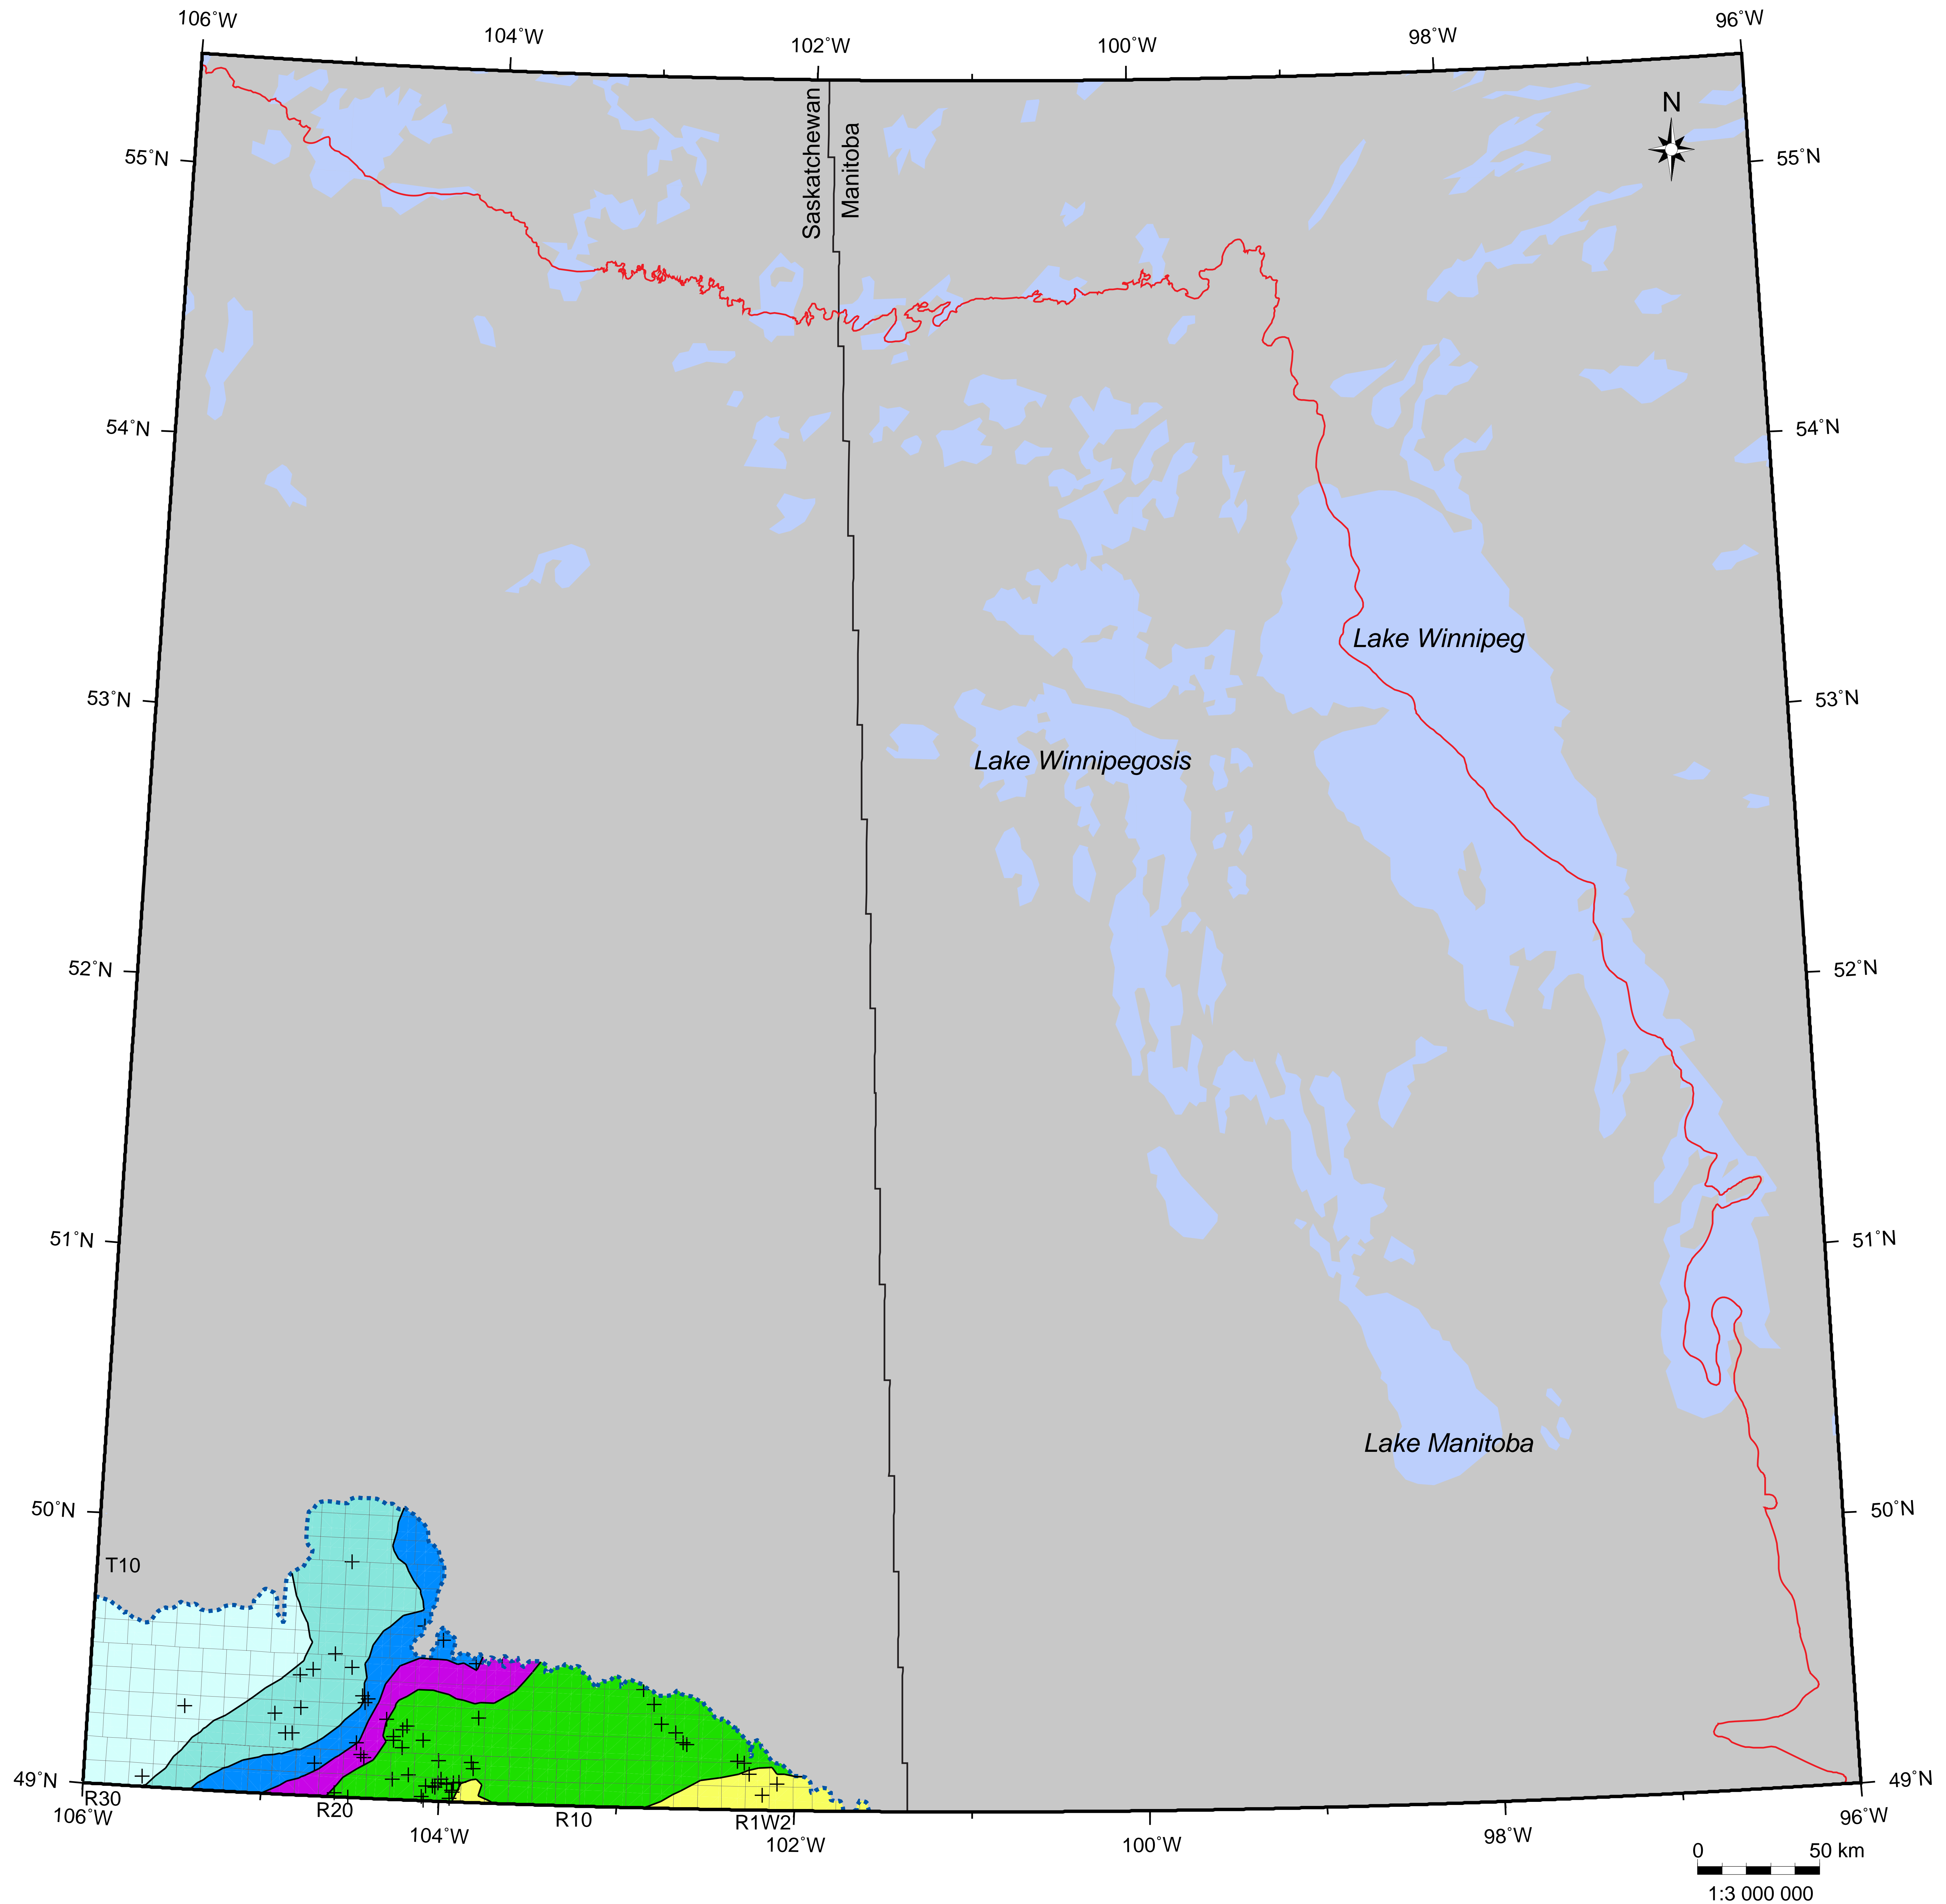 106°W
104°W
102°W
100°W
98°W
96°W
Saskatchewan
Manitoba
N
55°N
55°N
54°N
54°N
Lake Winnipeg
53°N
53°N
Lake Winnipegosis
52°N
52°N
51°N
51°N
Lake Manitoba
50°N
50°N
T10
49°N
49°N
R30
R20
R10
R1W2
106°W
104°W
102°W
100°W
98°W
96°W
0 50 km
1:3 000 000